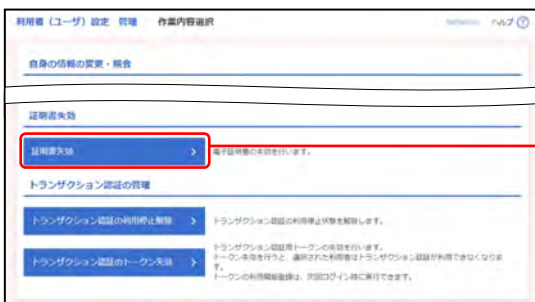 利用者（ユーザ）設定 管理 作業内容選択
ヘルプ ?
自身の情報の変更・照会
証明書失効
証明書失効
電子証明書の失効を行います。
トランザクション認証の管理
トランザクション認証の利用停止解除
トランザクション認証の利用停止状態を解除します。
トランザクション認証のトークン失効
トランザクション認証用トークンの失効を行います。
トークン失効を行うと、選択された利用者はトランザクション認証が利用できなくなりま
す。
トークンの利用開始登録は、次回ログイン時に実行できます。